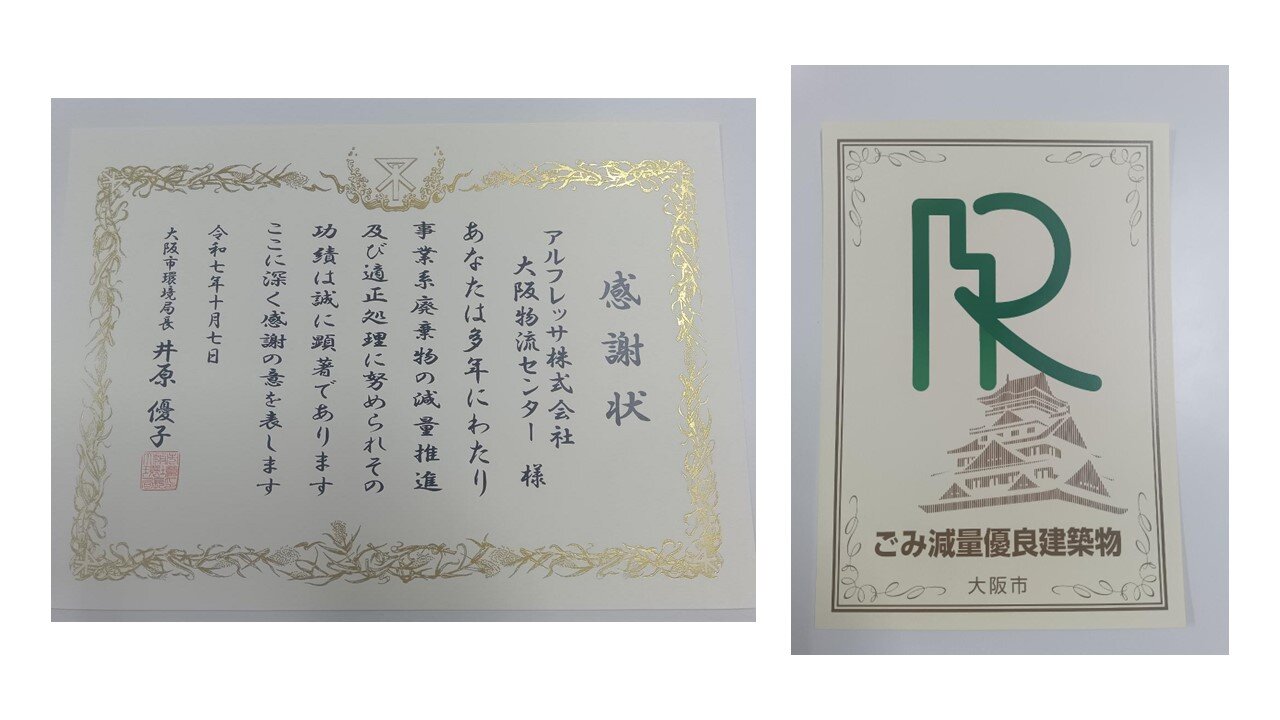 感謝状
アルフレッサ株式会社
大阪物流センター 様
あなたは多年にわたり
事業系廃棄物の減量推進
及び適正処理に努められその
功績は誠に顕著であります
ここに深く感謝の意を表します
令和七年十月七日
大阪市環境局長 井原 優子
R
ごみ減量優良建築物
大阪市